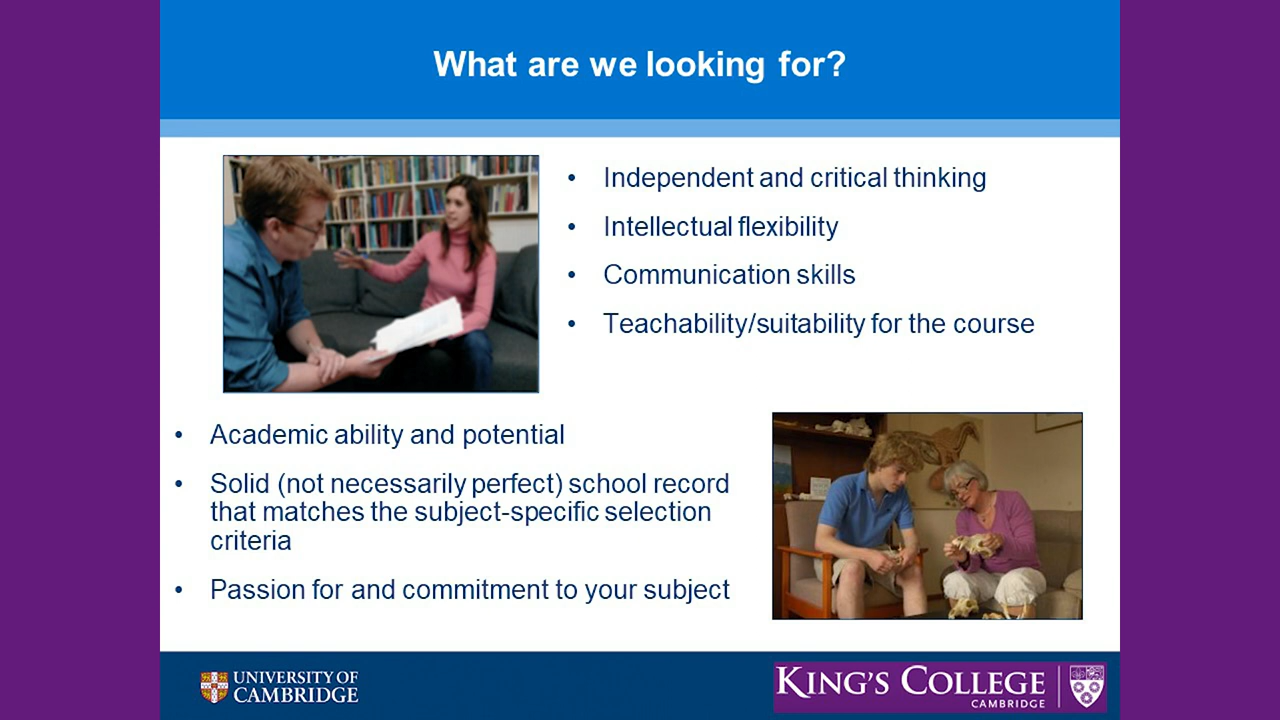 What are we looking for?
• Independent and critical thinking
• Intellectual flexibility
• Communication skills
• Teachability/suitability for the course
• Academic ability and potential
• Solid (not necessarily perfect) school record
that matches the subject-specific selection
criteria
• Passion for and commitment to your subject
UNIVERSITY OF
CAMBRIDGE
KING'S COLLEGE
CAMBRIDGE